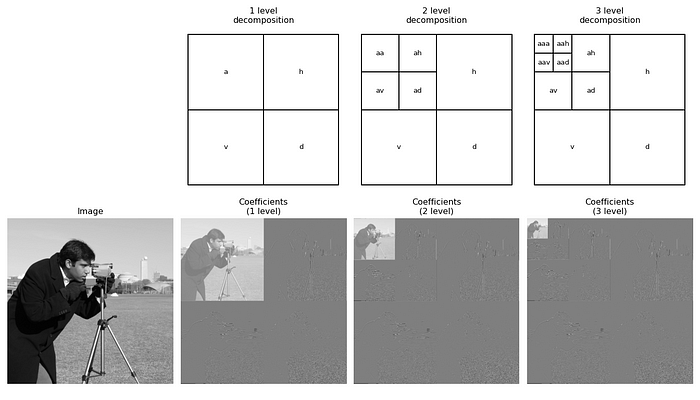 1 level
decomposition
2 level
decomposition
3 level
decomposition
a
h
v
d
aa
ah
av
ad
h
v
d
aaa
aah
aav
aad
ah
av
ad
h
v
d
Image
Coefficients
(1 level)
Coefficients
(2 level)
Coefficients
(3 level)